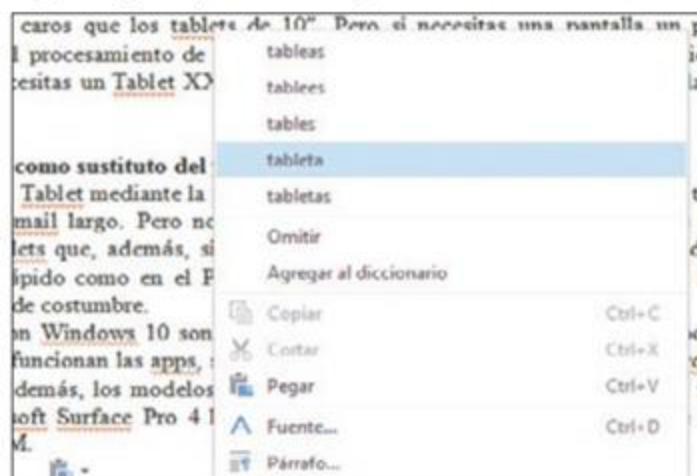 caros que los tablets de 10". Pero si necesitas una pantalla un
l procesamiento de
esitas un Tablet XX
como sustituto del
Tablet mediante la
mail largo. Pero no
lets que, además, si
ápido como en el P
de costumbre.
on Windows 10 son
funcionan las apps,
demás, los modelos
soft Surface Pro 4
M.
tableas
tablees
tables
tableta
tabletas
Omitir
Agregar al diccionario
Copiar Ctrl+C
Cortar Ctrl+X
Pegar Ctrl+V
Fuente... Ctrl+D
Párrafo...